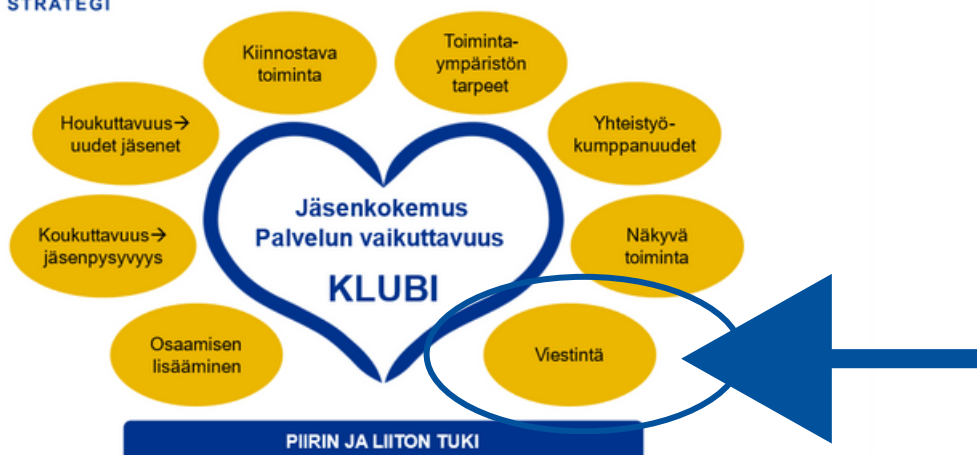 STRATEGI
Kiinnostava
toiminta
Toiminta-
ympäristön
tarpeet
Houkuttavuus→
uudet jäsenet
Yhteistyö-
kumppanuudet
Jäsenkokemus
Palvelun vaikuttavuus
KLUBI
Koukuttavuus→
jäsenpysyvyys
Näkyvä
toiminta
Osaamisen
lisääminen
Viestintä
PIIRIN JA LIITON TUKI